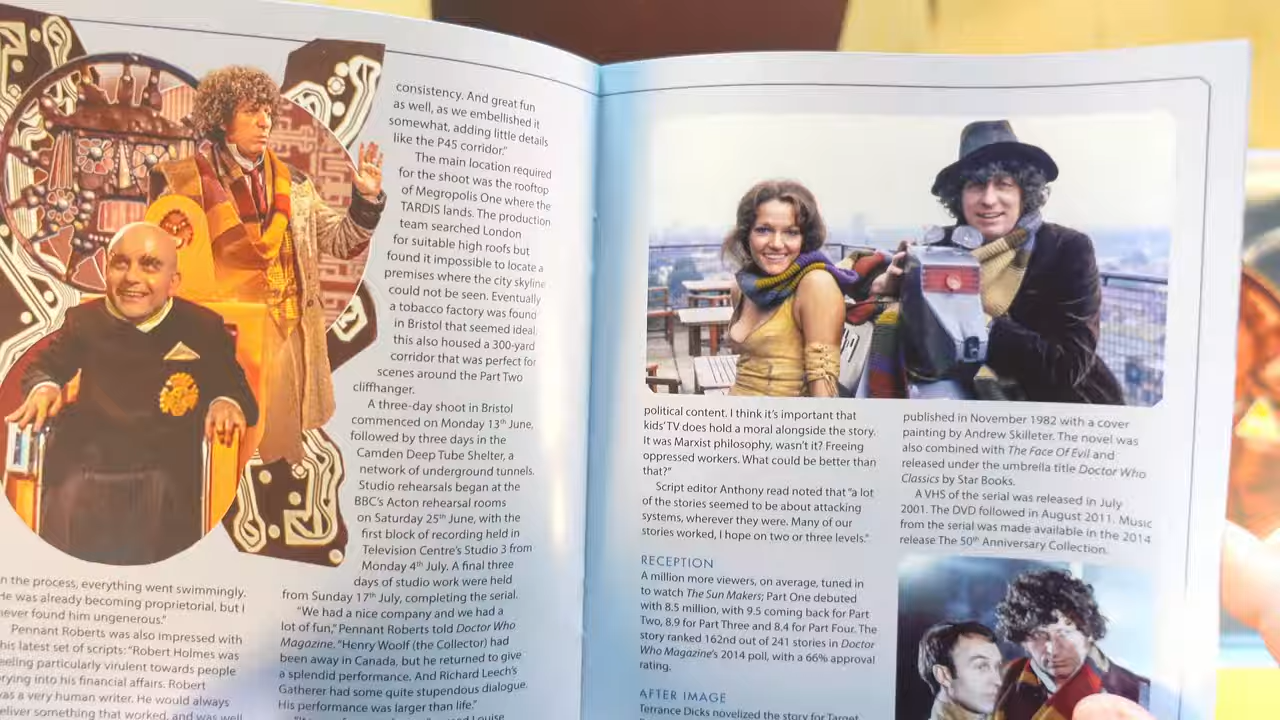 consistency. And great fun
as well, as we embellished it
somewhat, adding little details
like the P45 corridor."
The main location required
for the shoot was the rooftop
of Megropolis One where the
TARDIS lands. The production
team searched London
for suitable high roofs but
found it impossible to locate a
premises where the city skyline
could not be seen. Eventually
a tobacco factory was found
in Bristol that seemed ideal;
this also housed a 300-yard
corridor that was perfect for
scenes around the Part Two
cliffhanger.
A three-day shoot in Bristol
commenced on Monday 13th June,
followed by three days in the
Camden Deep Tube Shelter, a
network of underground tunnels.
Studio rehearsals began at the
BBC's Acton rehearsal rooms
on Saturday 25th June, with the
first block of recording held in
Television Centre's Studio 3 from
Monday 4th July. A final three
days of studio work were held
from Sunday 17th July, completing the serial.
"We had a nice company and we had a
lot of fun," Pennant Roberts told Doctor Who
Magazine. "Henry Woolf (the Collector) had
been away in Canada, but he returned to give
a splendid performance. And Richard Leech's
Gatherer had some quite stupendous dialogue.
His performance was larger than life."
Louise
n the process, everything went swimmingly.
He was already becoming proprietorial, but I
never found him ungenerous."
Pennant Roberts was also impressed with
his latest set of scripts: "Robert Holmes was
eeling particularly virulent towards people
rying into his financial affairs. Robert
was a very human writer. He would always
deliver something that worked, and was well
political content. I think it's important that
kids' TV does hold a moral alongside the story.
It was Marxist philosophy, wasn't it? Freeing
oppressed workers. What could be better than
that?"
Script editor Anthony read noted that "a lot
of the stories seemed to be about attacking
systems, wherever they were. Many of our
stories worked, I hope on two or three levels."
RECEPTION
A million more viewers, on average, tuned in
to watch The Sun Makers; Part One debuted
with 8.5 million, with 9.5 coming back for Part
Two, 8.9 for Part Three and 8.4 for Part Four. The
story ranked 162nd out of 241 stories in Doctor
Who Magazine's 2014 poll, with a 66% approval
rating.
AFTER IMAGE
Terrance Dicks novelized the story for Target
published in November 1982 with a cover
painting by Andrew Skilleter. The novel was
also combined with The Face Of Evil and
released under the umbrella title Doctor Who
Classics by Star Books.
A VHS of the serial was released in July
2001. The DVD followed in August 2011. Music
from the serial was made available in the 2014
release The 50th Anniversary Collection.